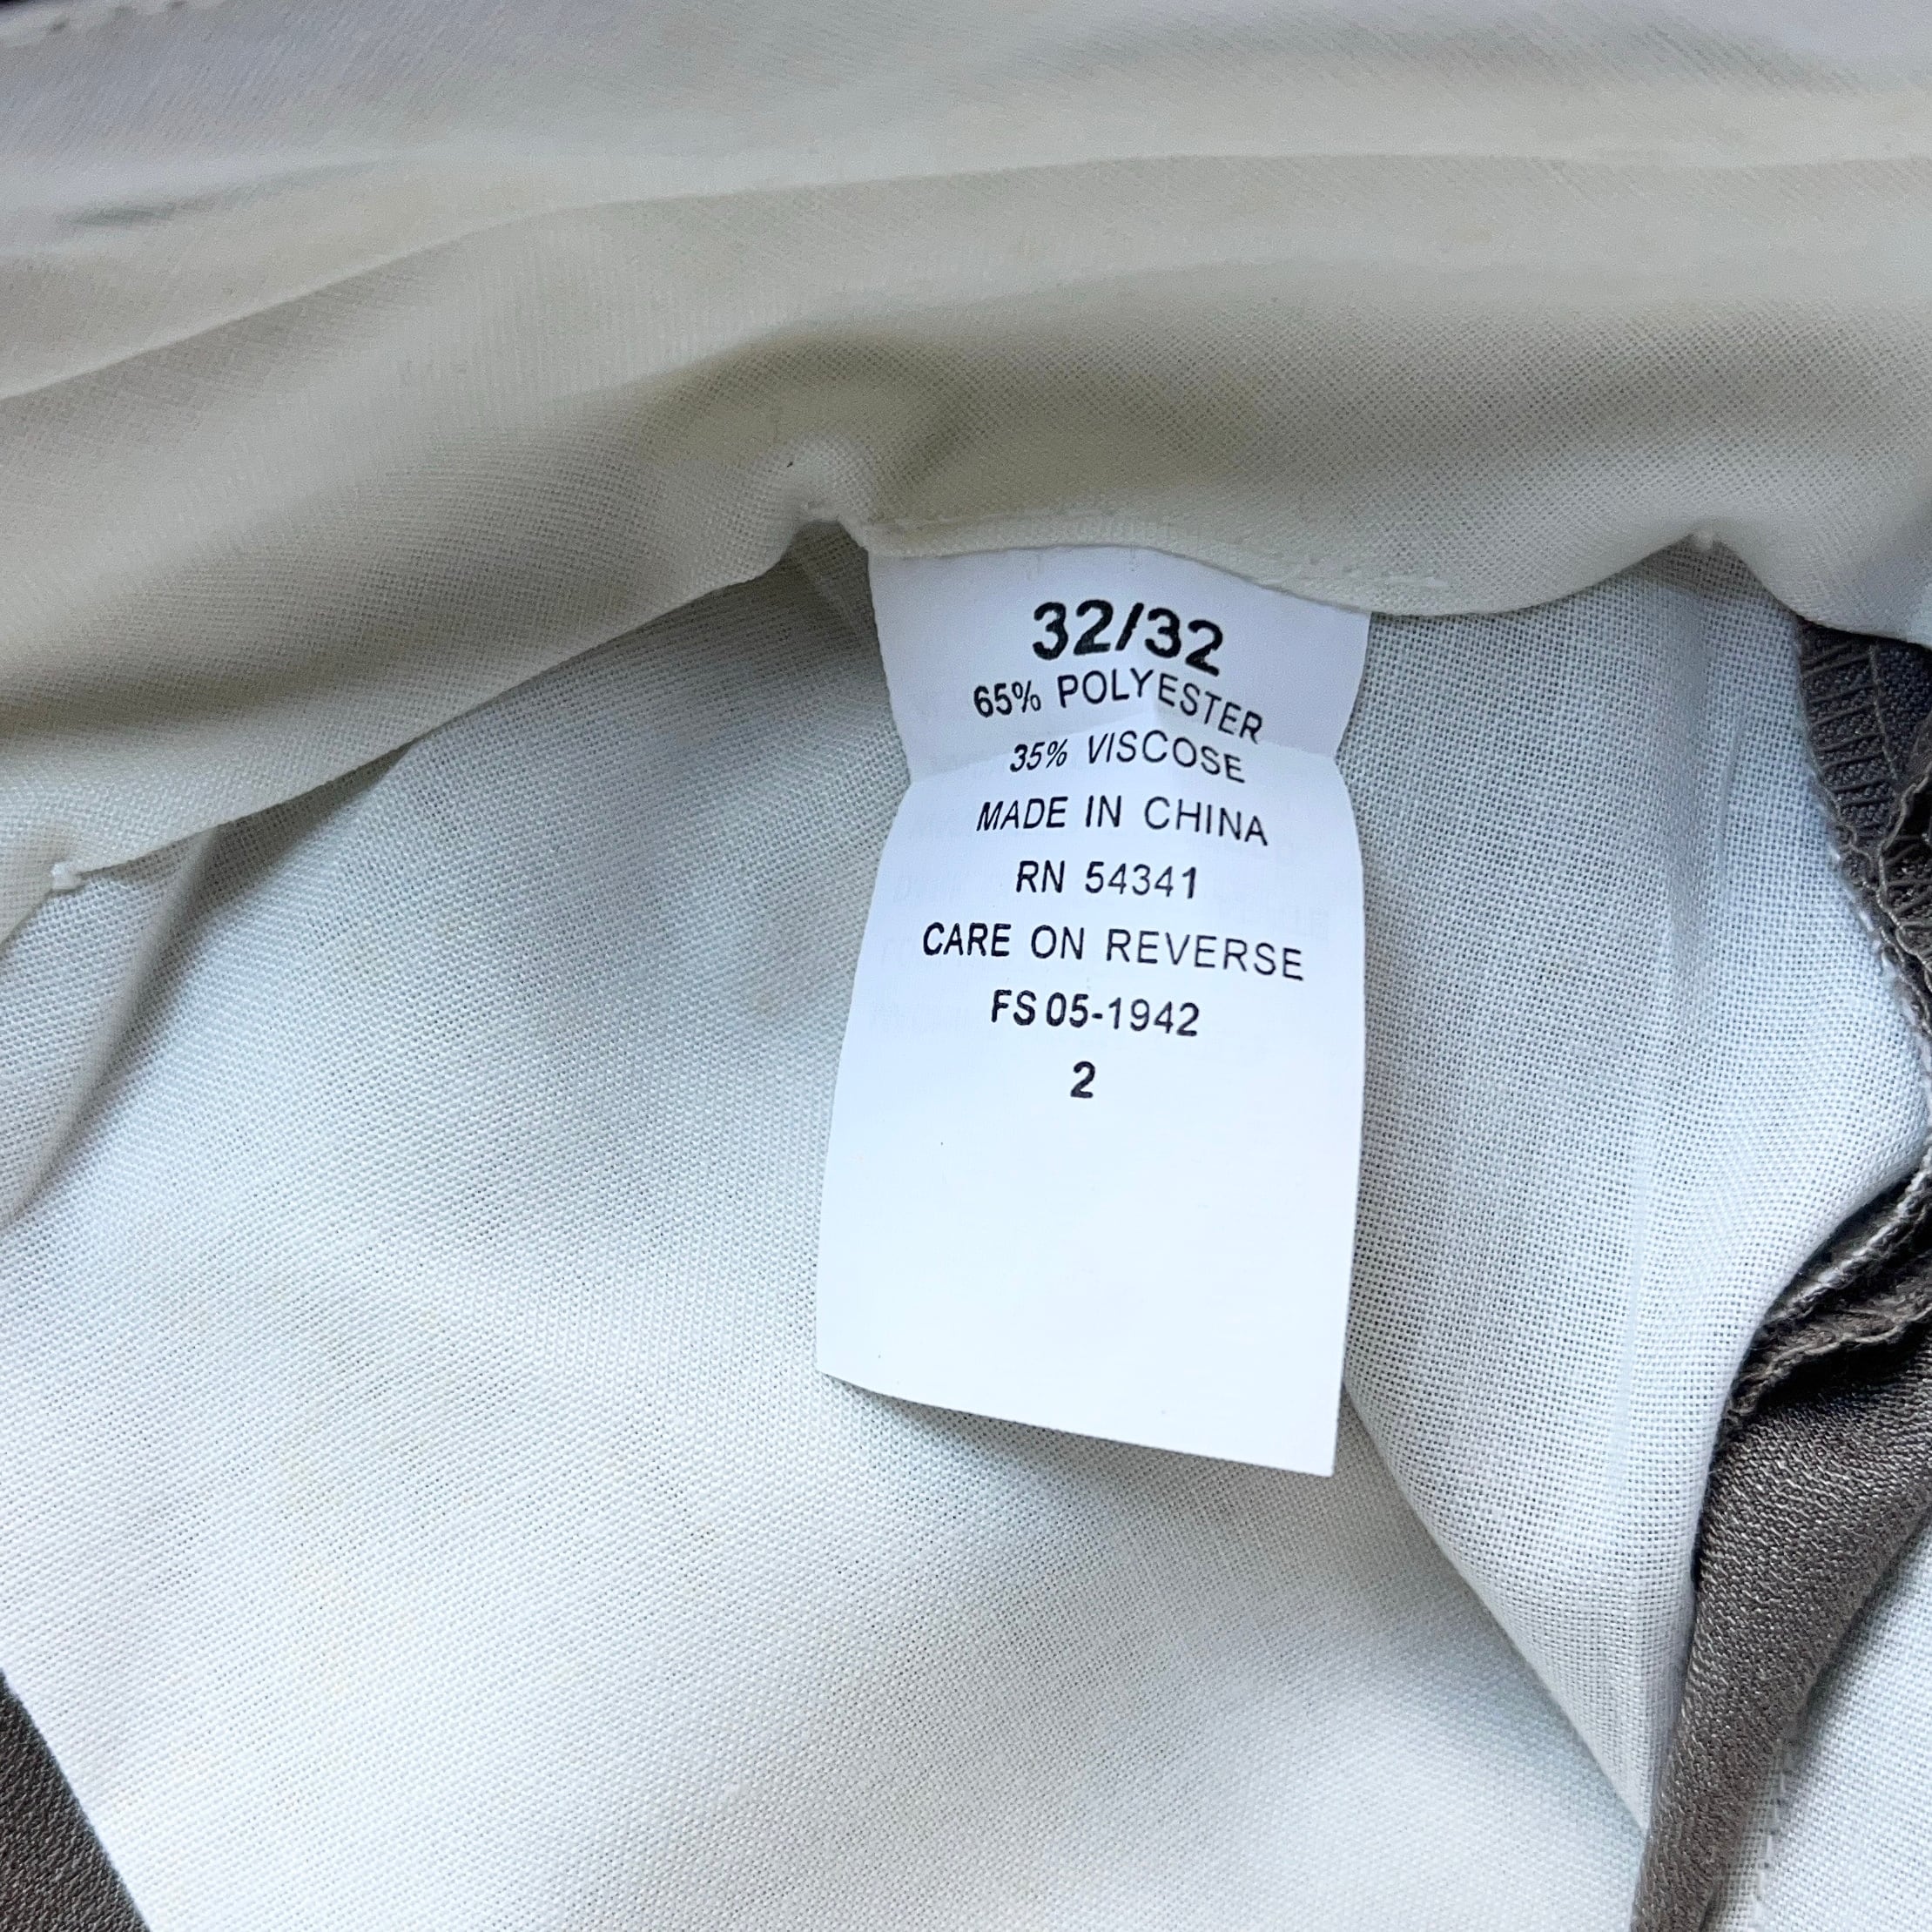 32/32
65% POLYESTER
35% VISCOSE
MADE IN CHINA
RN 54341
CARE ON REVERSE
FS 05-1942
2